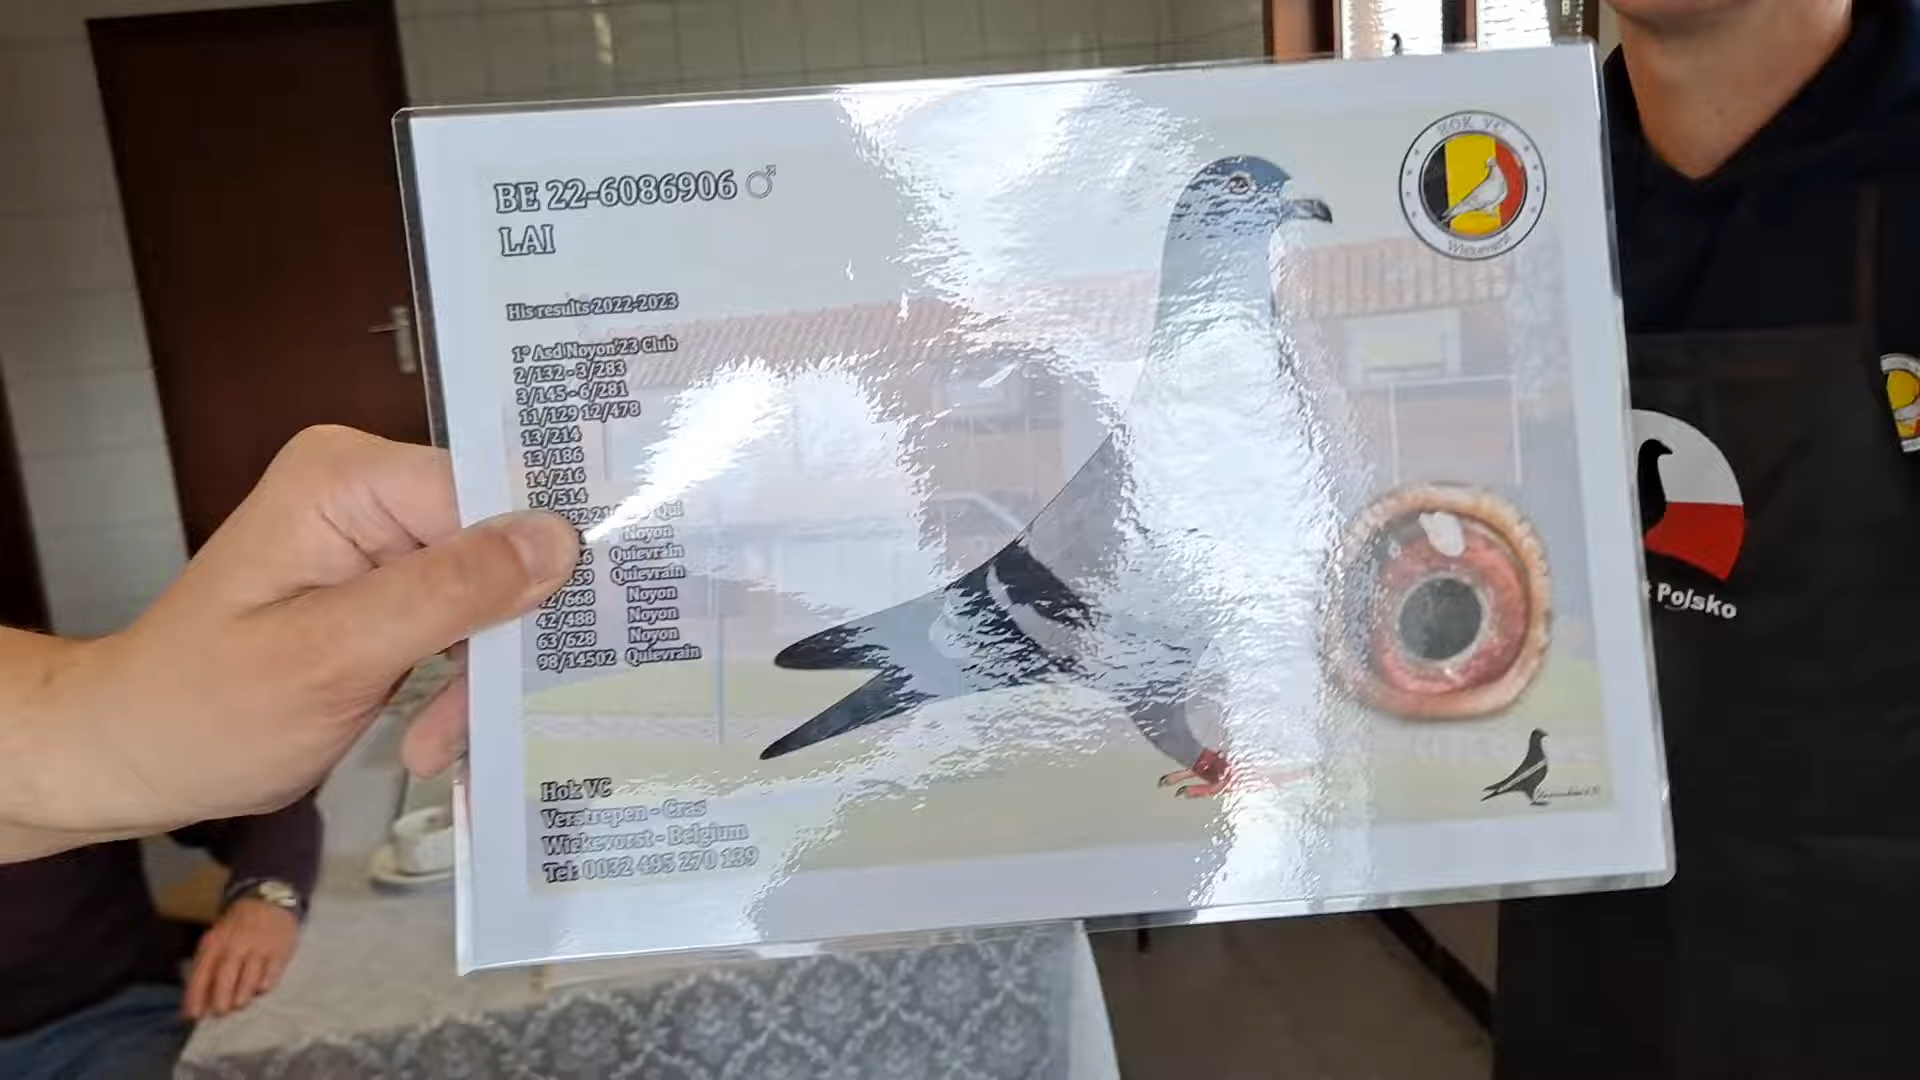 BE 22-6086906 ♂
LAI
HOK VC
Wiekevorst
His results 2022-2023
1° Asd Noyon'23 Club
2/132 - 3/283
3/145 - 6/281
11/129 12/478
13/214
13/186
14/216
19/514
Qui
Noyon
Quievrain
Quievrain
42/668 Noyon
42/488 Noyon
63/628 Noyon
98/14502 Quievrain
Hok VC
Verstrepen - Cras
Wiekevorst - Belgium
Tel: 0032 495 270 139
Polsko